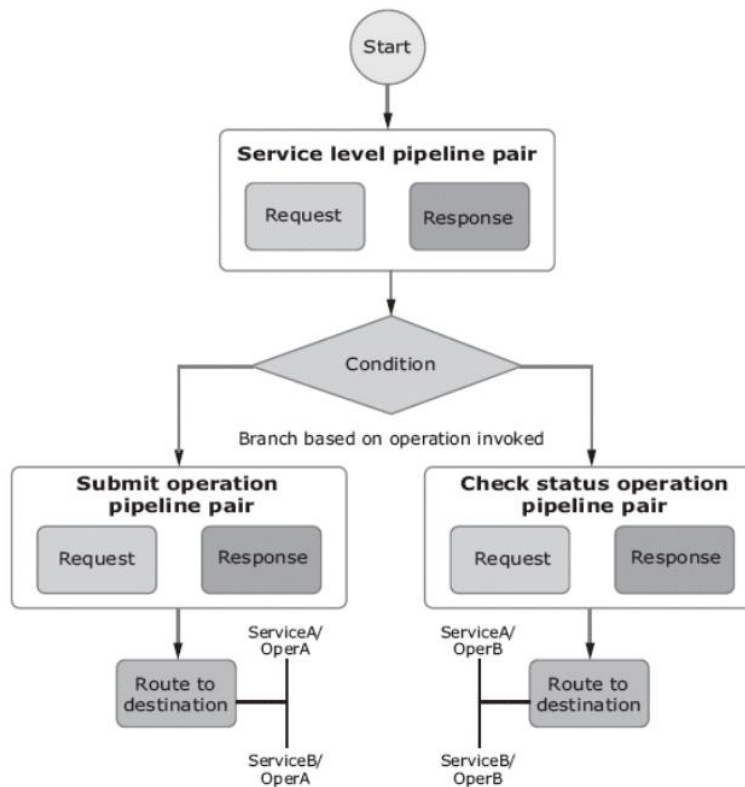 Start
Service level pipeline pair
Request
Response
Condition
Branch based on operation invoked
Submit operation
pipeline pair
Request
Response
Check status operation
pipeline pair
Request
Response
Route to
destination
ServiceA/
OperA
ServiceB/
OperA
ServiceA/
OperB
ServiceB/
OperB
Route to
destination